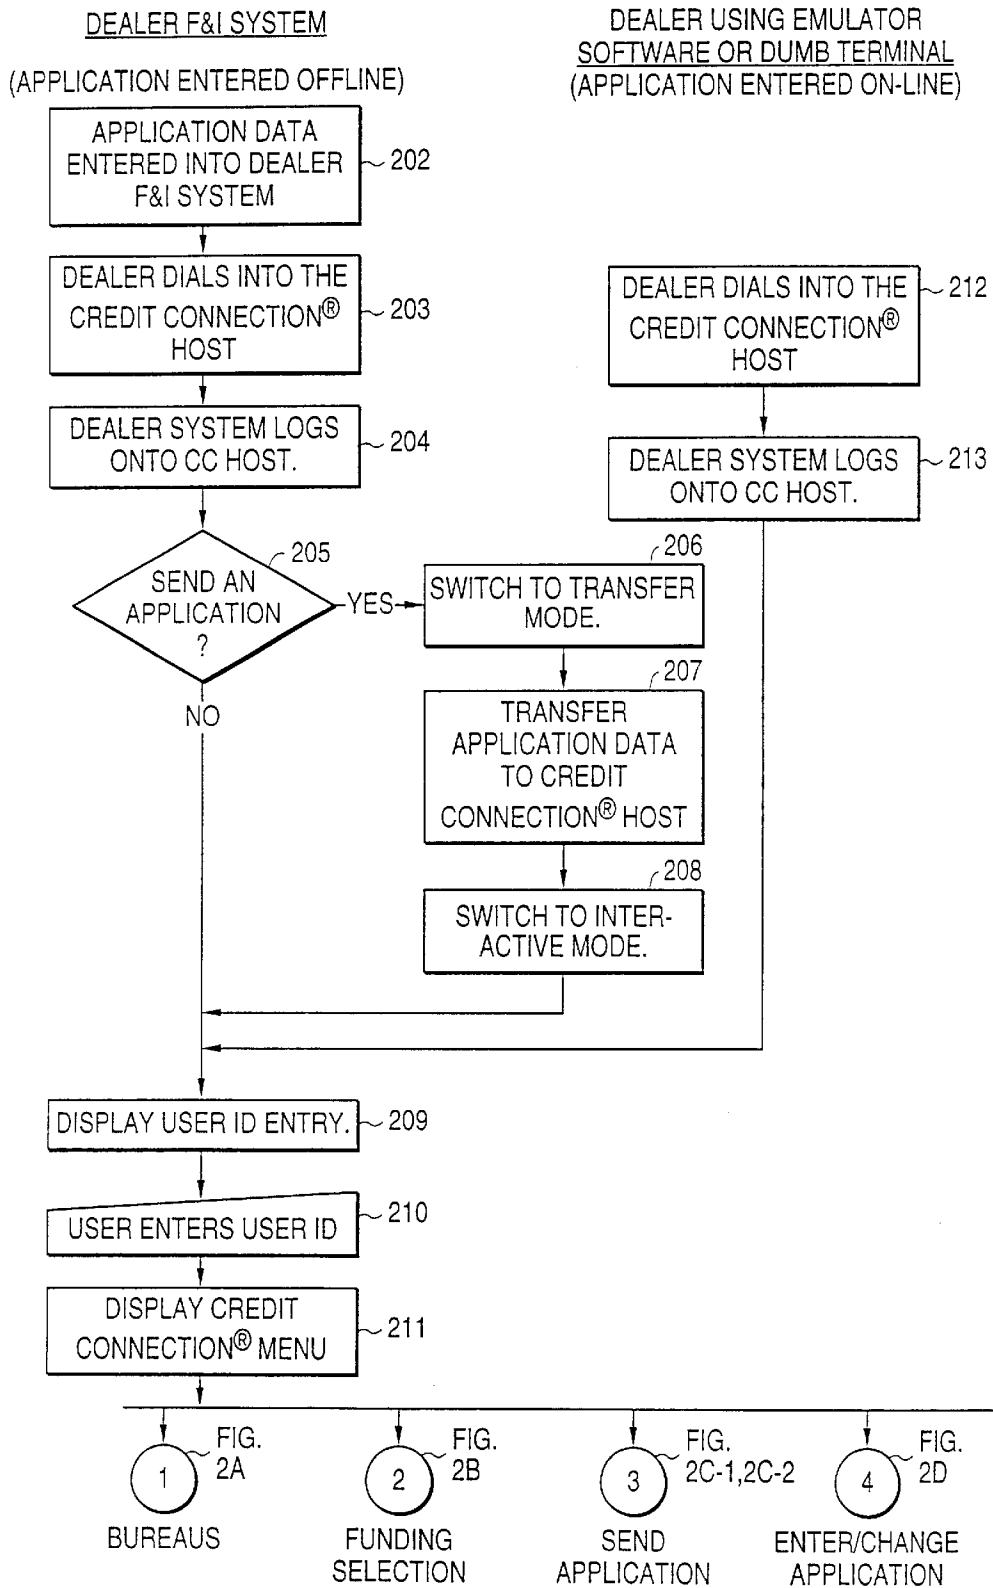 DEALER F&I SYSTEM
(APPLICATION ENTERED OFFLINE)
DEALER USING EMULATOR
SOFTWARE OR DUMB TERMINAL
(APPLICATION ENTERED ON-LINE)
APPLICATION DATA
ENTERED INTO DEALER
F&I SYSTEM
202
DEALER DIALS INTO THE
CREDIT CONNECTION®
HOST
203
DEALER DIALS INTO THE
CREDIT CONNECTION®
HOST
212
DEALER SYSTEM LOGS
ONTO CC HOST.
204
DEALER SYSTEM LOGS
ONTO CC HOST.
213
SEND AN
APPLICATION
?
205
YES
NO
SWITCH TO TRANSFER
MODE.
206
TRANSFER
APPLICATION DATA
TO CREDIT
CONNECTION® HOST
207
SWITCH TO INTER-
ACTIVE MODE.
208
DISPLAY USER ID ENTRY.
209
USER ENTERS USER ID
210
DISPLAY CREDIT
CONNECTION® MENU
211
1
FIG.
2A
BUREAUS
2
FIG.
2B
FUNDING
SELECTION
3
FIG.
2C-1,2C-2
SEND
APPLICATION
4
FIG.
2D
ENTER/CHANGE
APPLICATION